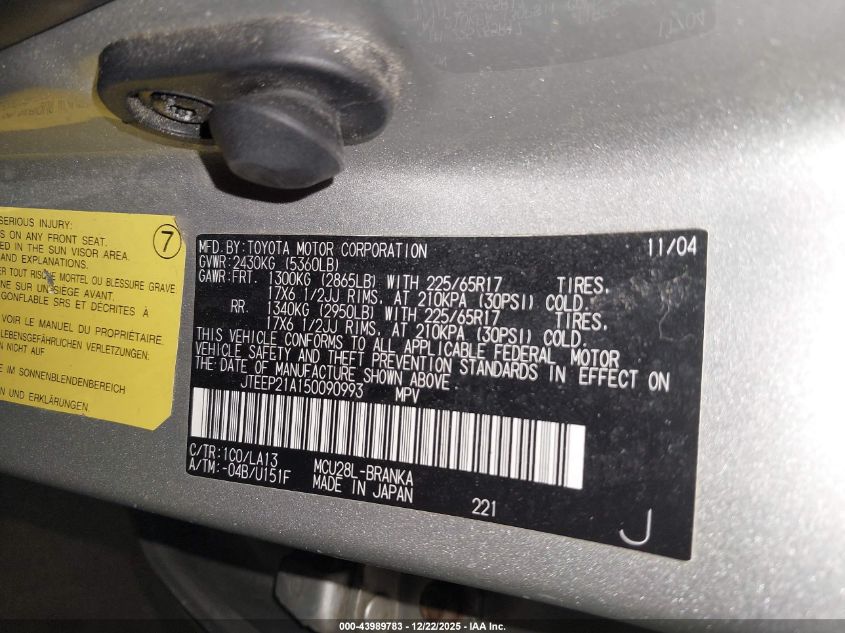 SERIOUS INJURY:
ON ANY FRONT SEAT.
IN THE SUN VISOR AREA.
AND EXPLANATIONS.
TOUT RISQUE MORTEL OU BLESSURE GRAVE
UNE SUR UN SIEGE AVANT.
GONFLABLE SRS ET DÉCRITES À
VOIR LE MANUEL DU PROPRIÉTAIRE.
LEBENSGEFÄHRLICHEN VERLETZUNGEN:
NICHT AUF
IM SONNENBLENDENBEREICH
UND ERKLÄRUNGEN.
7
MFD. BY: TOYOTA MOTOR CORPORATION 11/04
GVWR: 2430KG (5360LB)
GAWR: FRT. 1300KG (2865LB) WITH 225/65R17 TIRES,
17X6 1/2JJ RIMS, AT 210KPA (30PSI) COLD.
RR. 1340KG (2950LB) WITH 225/65R17 TIRES,
17X6 1/2JJ RIMS, AT 210KPA (30PSI) COLD.
THIS VEHICLE CONFORMS TO ALL APPLICABLE FEDERAL MOTOR
VEHICLE SAFETY AND THEFT PREVENTION STANDARDS IN EFFECT ON
THE DATE OF MANUFACTURE SHOWN ABOVE.
JTEEP21A150090993 MPV
C/TR: 1C0/LA13
A/TM: -04B/U151F
MCU28L-BRANKA
MADE IN JAPAN
221
J
000-43989783 - 12/22/2025 - IAA, Inc.